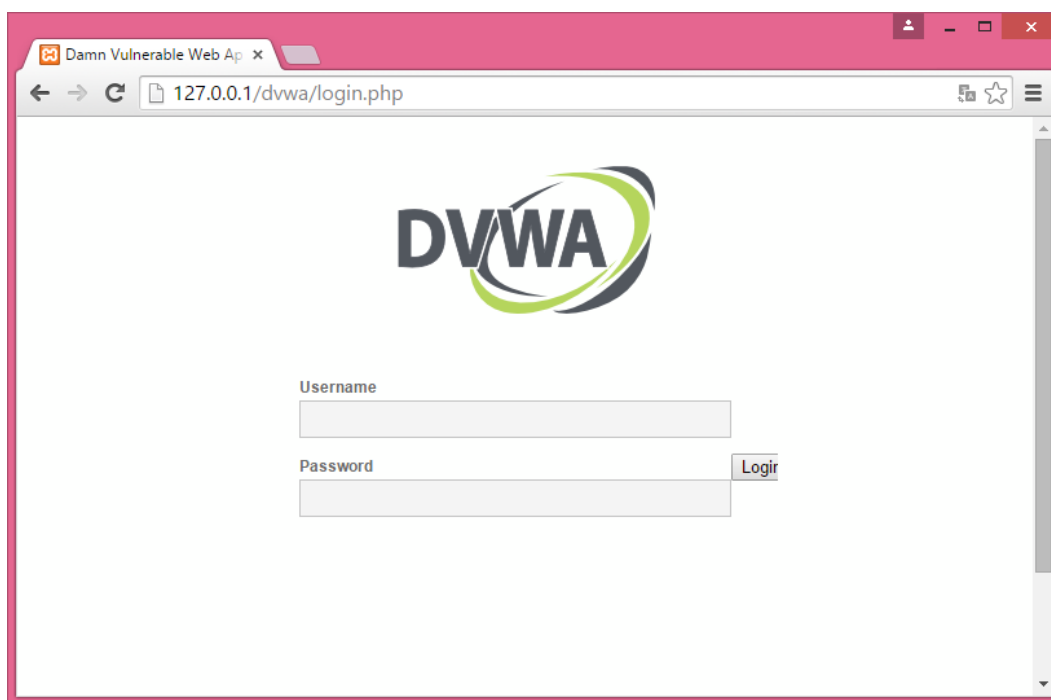 Damn Vulnerable Web Ap
127.0.0.1/dvwa/login.php
DVWA
Username
Password
Login